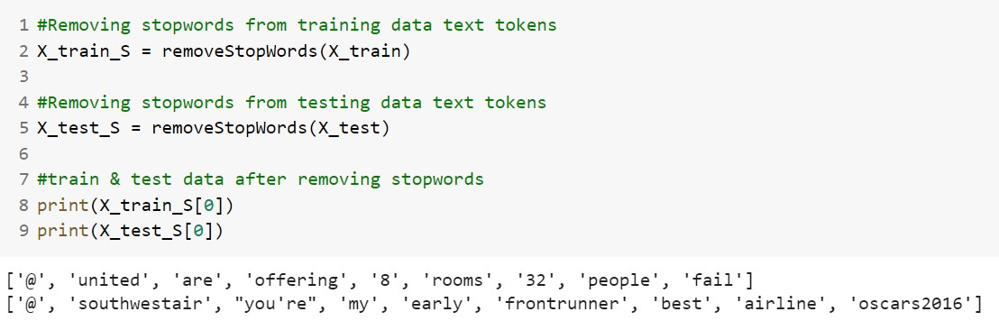 1 #Removing stopwords from training data text tokens
2 X_train_S = removeStopWords(X_train)
3
4 #Removing stopwords from testing data text tokens
5 X_test_S = removeStopWords(X_test)
6
7 #train & test data after removing stopwords
8 print(X_train_S[0])
9 print(X_test_S[0])
['@', 'united', 'are', 'offering', '8', 'rooms', '32', 'people', 'fail']
['@', 'southwestair', "you're", 'my', 'early', 'frontrunner', 'best', 'airline', 'oscars2016']